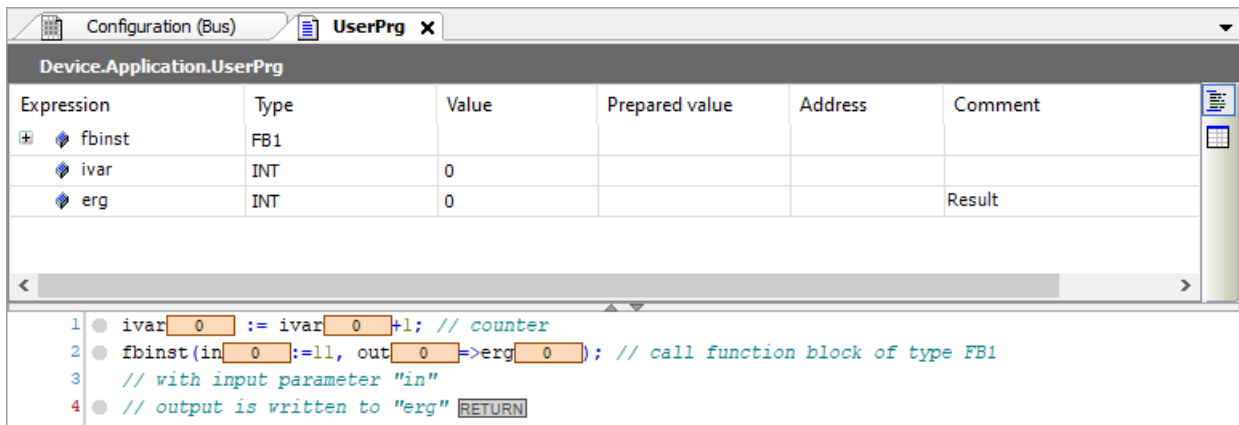 Configuration (Bus) UserPrg
Device.Application.UserPrg
Expression Type Value Prepared value Address Comment
fbinst FB1
ivar INT 0
erg INT 0 Result
1 ivar 0 := ivar 0 +1; // counter
2 fbinst(in 0 :=11, out 0 =>erg 0 ); // call function block of type FB1
3 // with input parameter "in"
4 // output is written to "erg" RETURN